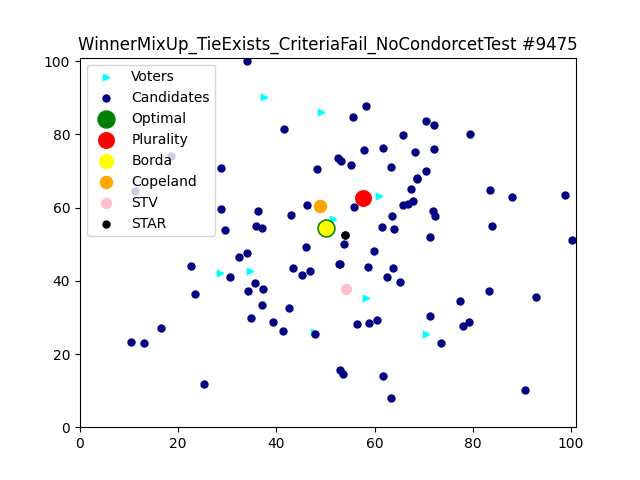 WinnerMixUp_TieExists_CriteriaFail_NoCondorcetTest #9475
100
80
60
40
20
0
Voters
Candidates
Optimal
Plurality
Borda
Copeland
STV
STAR
0 20 40 60 80 100